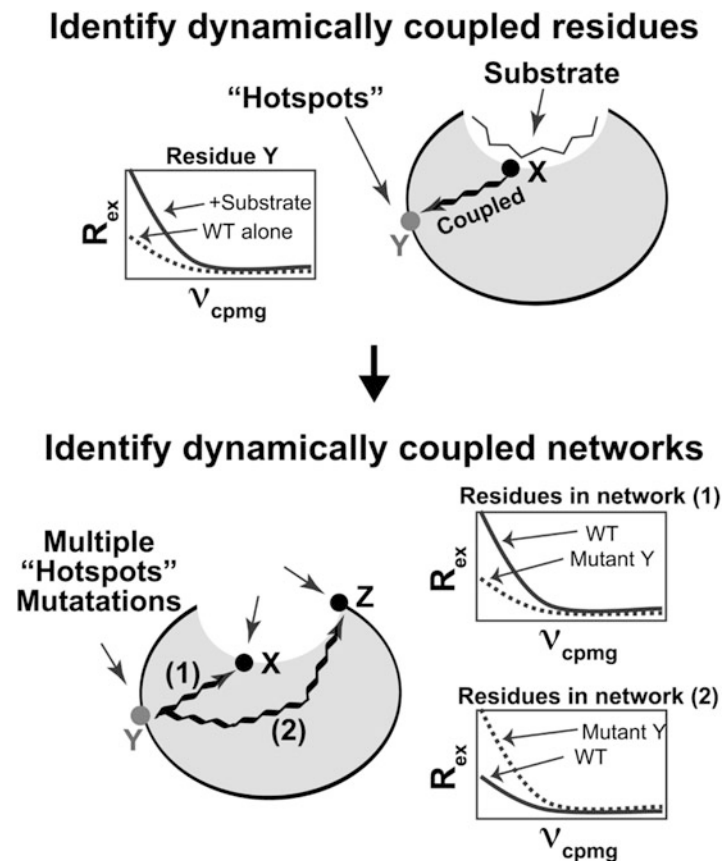 Identify dynamically coupled residues
Substrate
“Hotspots”
Residue Y
+Substrate
WT alone
Rex
νcpmg
X
Coupled
Y
Identify dynamically coupled networks
Multiple
“Hotspots”
Mutatations
Z
(1)
X
Y
(2)
Residues in network (1)
WT
Mutant Y
Rex
νcpmg
Residues in network (2)
Mutant Y
WT
Rex
νcpmg